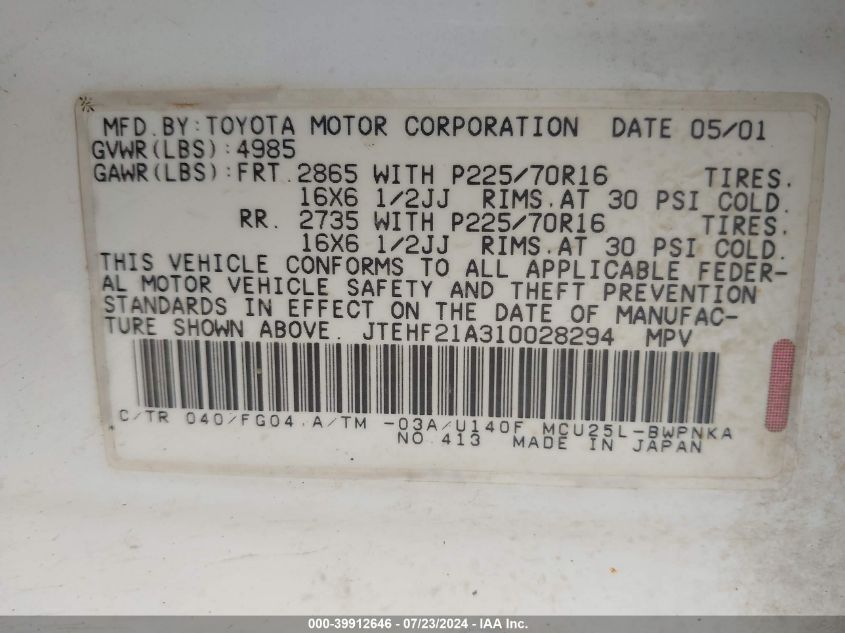 MFD.BY:TOYOTA MOTOR CORPORATION DATE 05/01
GVWR(LBS):4985
GAWR(LBS):FRT.2865 WITH P225/70R16 TIRES.
16X6 1/2JJ RIMS.AT 30 PSI COLD.
RR. 2735 WITH P225/70R16 TIRES.
16X6 1/2JJ RIMS.AT 30 PSI COLD.
THIS VEHICLE CONFORMS TO ALL APPLICABLE FEDER-
AL MOTOR VEHICLE SAFETY AND THEFT PREVENTION
STANDARDS IN EFFECT ON THE DATE OF MANUFAC-
TURE SHOWN ABOVE. JTEHF21A310028294 MPV
C/TR 040/FG04.A/TM -03A/U140F MCU25L-BWPNKA
NO.413 MADE IN JAPAN
000-39912646 - 07/23/2024 - IAA Inc.